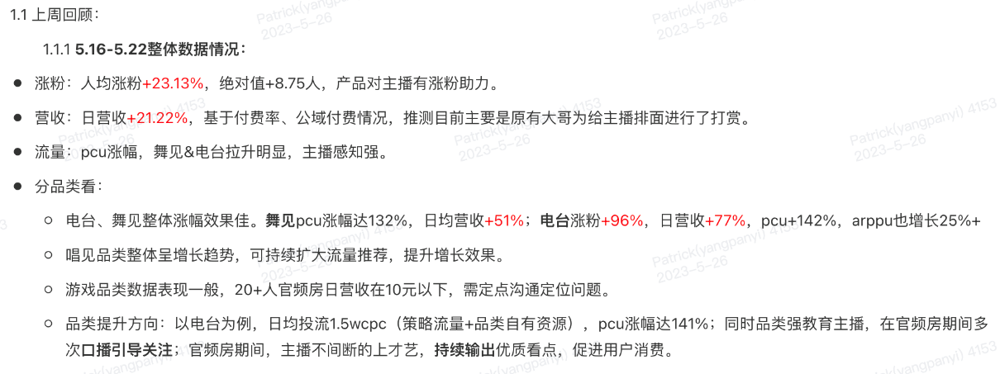 1.1 上周回顾：
1.1.1 5.16-5.22整体数据情况：
● 涨粉：人均涨粉+23.13%，绝对值+8.75人，产品对主播有涨粉助力。
● 营收：日营收+21.22%，基于付费率、公域付费情况，推测目前主要是原有大哥为给主播排面进行了打赏。
● 流量：pcu涨幅，舞见&电台拉升明显，主播感知强。
● 分品类看：
○ 电台、舞见整体涨幅效果佳。舞见pcu涨幅达132%，日均营收+51%；电台涨粉+96%，日营收+77%，pcu+142%，arppu也增长25%+
○ 唱见品类整体呈增长趋势，可持续扩大流量推荐，提升增长效果。
○ 游戏品类数据表现一般，20+人官频房日营收在10元以下，需定点沟通定位问题。
○ 品类提升方向：以电台为例，日均投流1.5wcpc（策略流量+品类自有资源），pcu涨幅达141%；同时品类强教育主播，在官频房期间多
次口播引导关注；官频房期间，主播不间断的上才艺，持续输出优质看点，促进用户消费。
Patrick(yangpanyi) 4153
2023-5-26